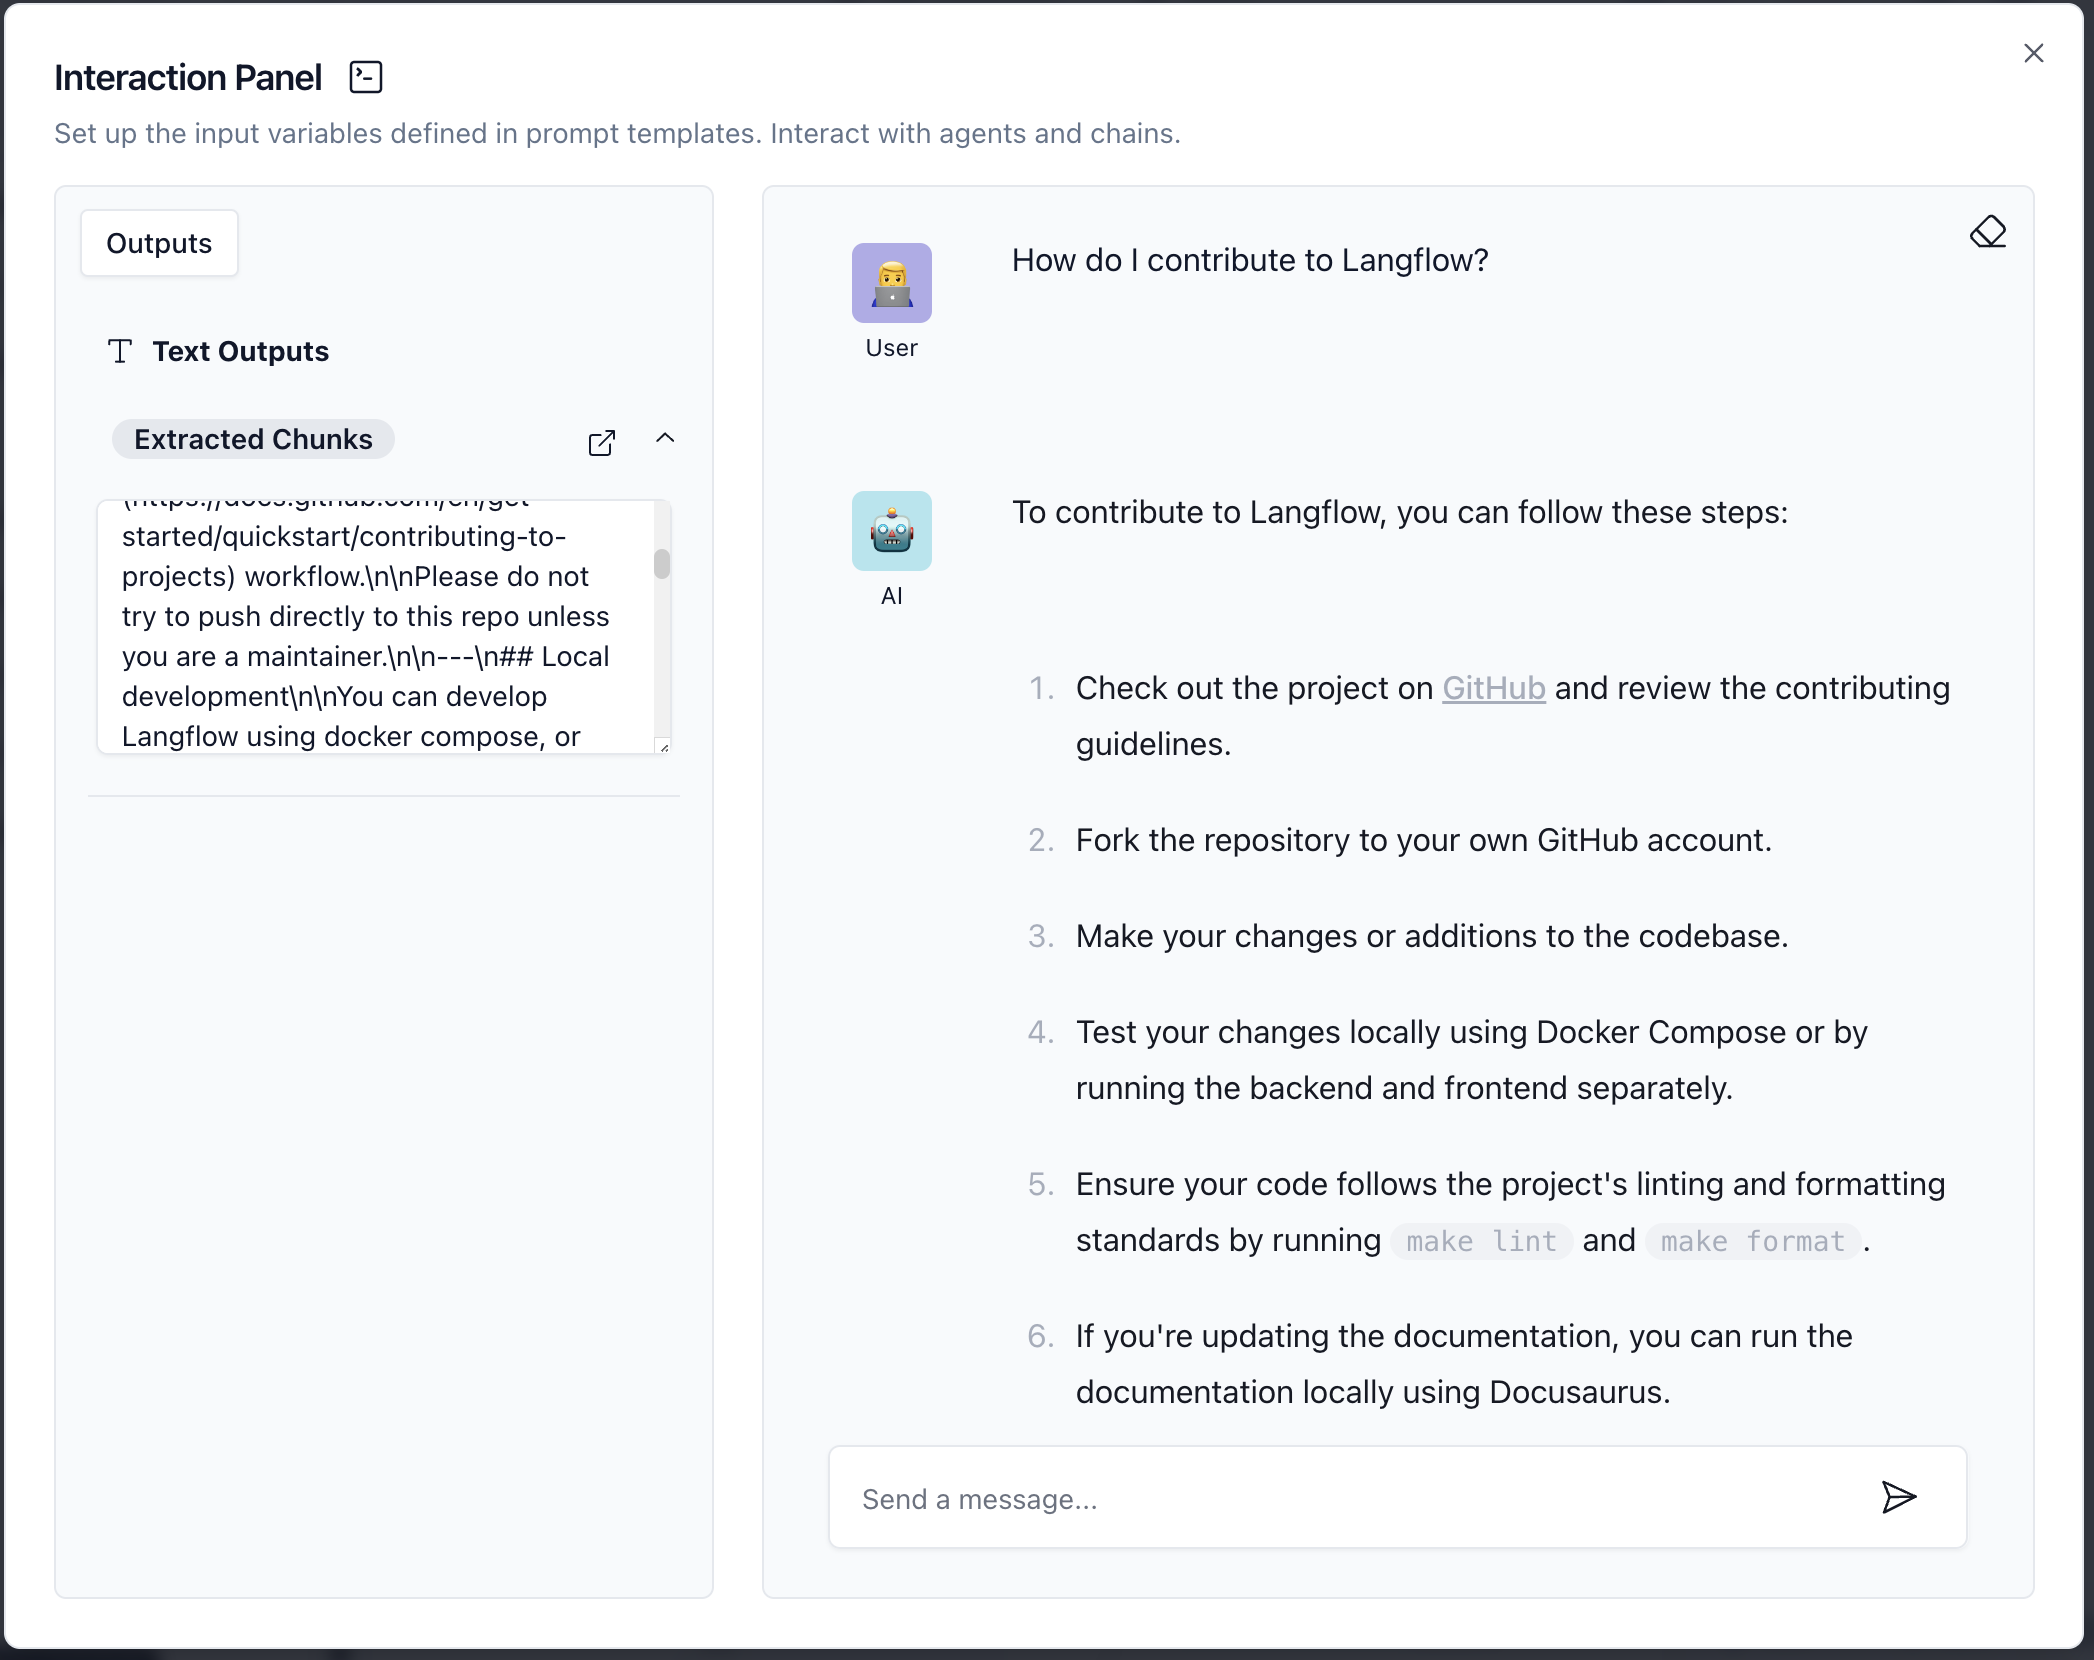 Interaction Panel
Set up the input variables defined in prompt templates. Interact with agents and chains.
Outputs
Text Outputs
Extracted Chunks
(https://docs.github.com/en/get-
started/quickstart/contributing-to-
projects) workflow.\n\nPlease do not
try to push directly to this repo unless
you are a maintainer.\n\n---\n## Local
development\n\nYou can develop
Langflow using docker compose, or
How do I contribute to Langflow?
User
To contribute to Langflow, you can follow these steps:
AI
1. Check out the project on GitHub and review the contributing
guidelines.
2. Fork the repository to your own GitHub account.
3. Make your changes or additions to the codebase.
4. Test your changes locally using Docker Compose or by
running the backend and frontend separately.
5. Ensure your code follows the project's linting and formatting
standards by running make lint and make format.
6. If you're updating the documentation, you can run the
documentation locally using Docusaurus.
Send a message...